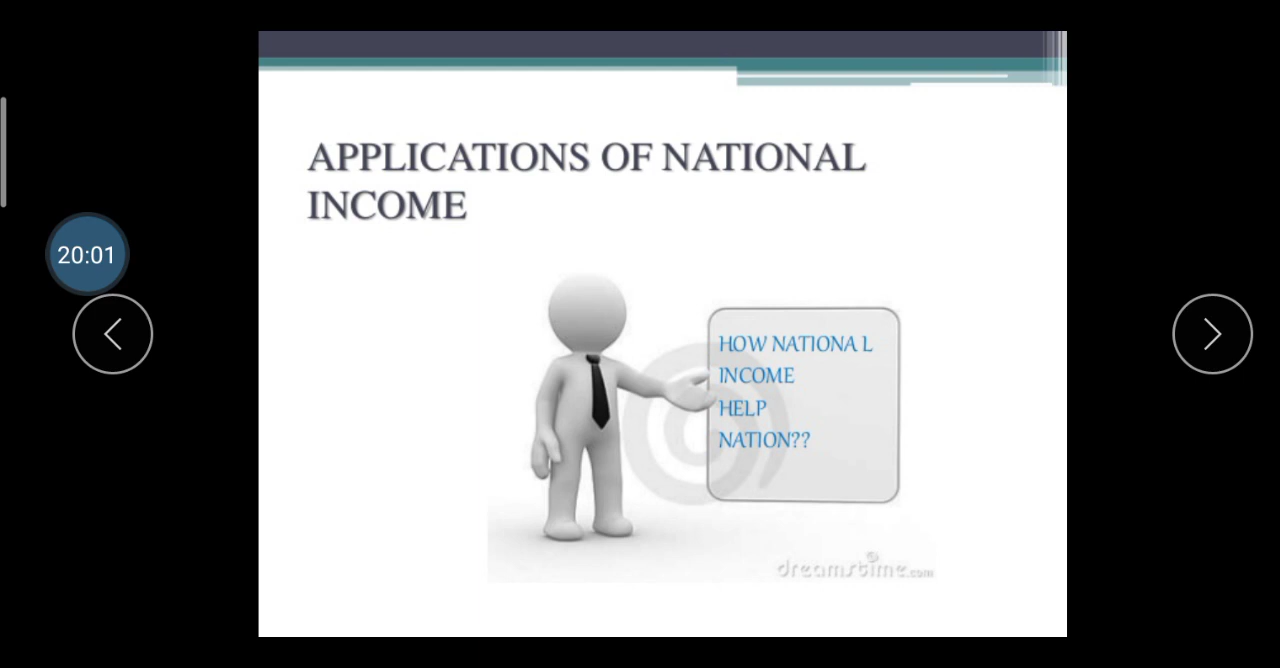 APPLICATIONS OF NATIONAL
INCOME
20:01
HOW NATIONA L
INCOME
HELP
NATION??
dreamstime.com